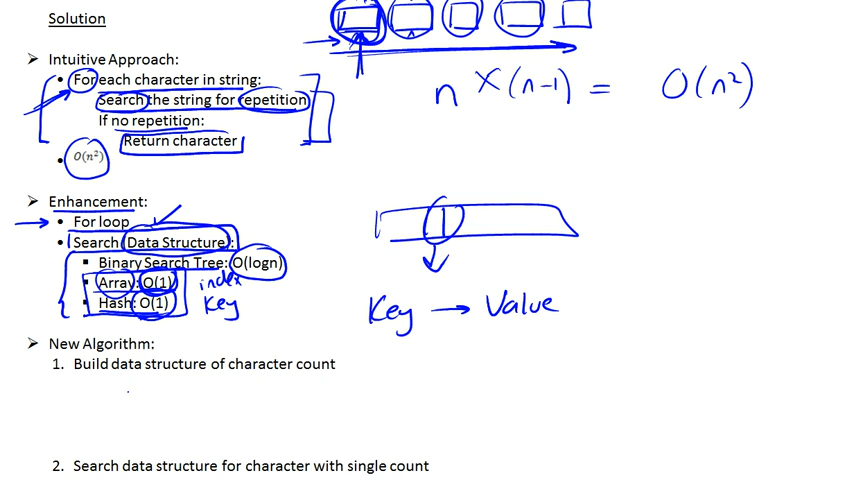 Solution
➢ Intuitive Approach:
• For each character in string:
Search the string for repetition
If no repetition:
Return character
• O(n²)
n × (n-1) = O(n²)
➢ Enhancement:
• For loop
• Search Data Structure:
▪ Binary Search Tree: O(logn)
▪ Array: O(1) index
▪ Hash: O(1) Key
Key → Value
➢ New Algorithm:
1. Build data structure of character count
2. Search data structure for character with single count